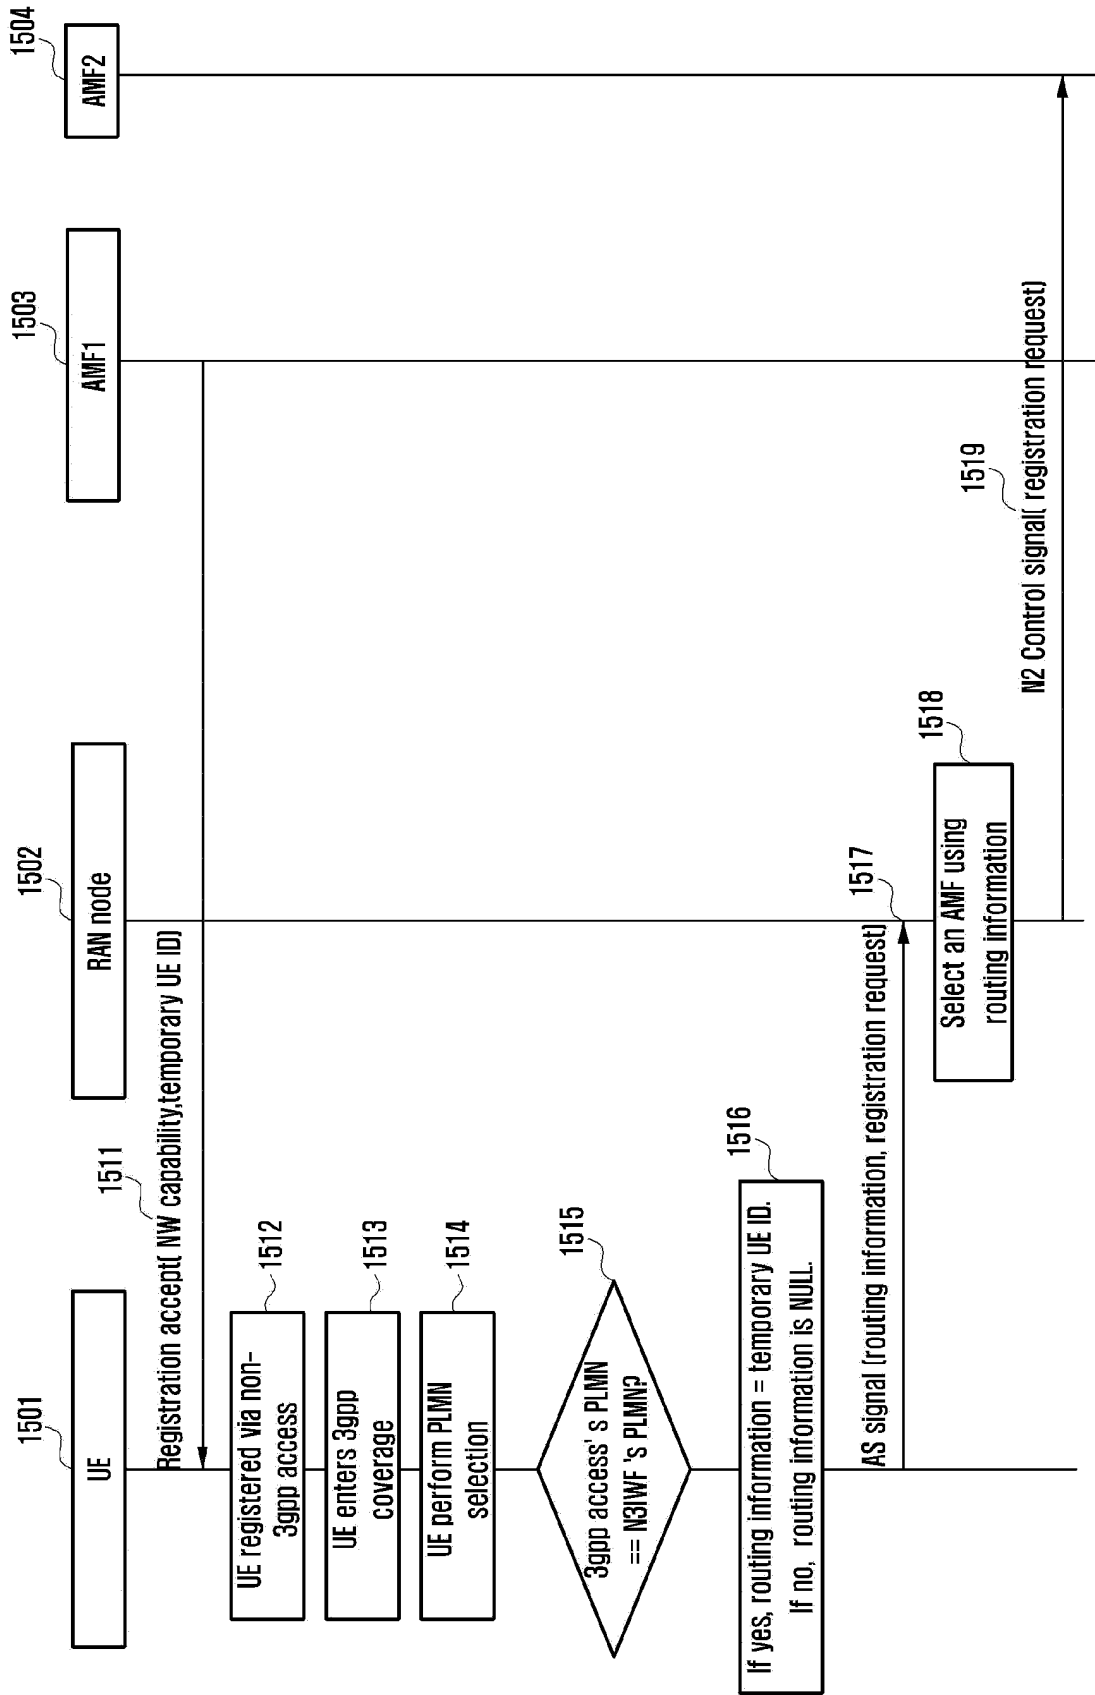 1501
UE
1502
RAN node
1503
AMF1
1504
AMF2
1511
Registration accept( NW capability,temporary UE ID)
1512
UE registered via non-
3gpp access
1513
UE enters 3gpp
coverage
1514
UE perform PLMN
selection
1515
3gpp access' s PLMN
== N3IWF 's PLMN?
1516
If yes, routing information = temporary UE ID.
If no, routing information is NULL.
1517
AS signal (routing information, registration request)
1518
Select an AMF using
routing information
1519
N2 Control signal( registration request)